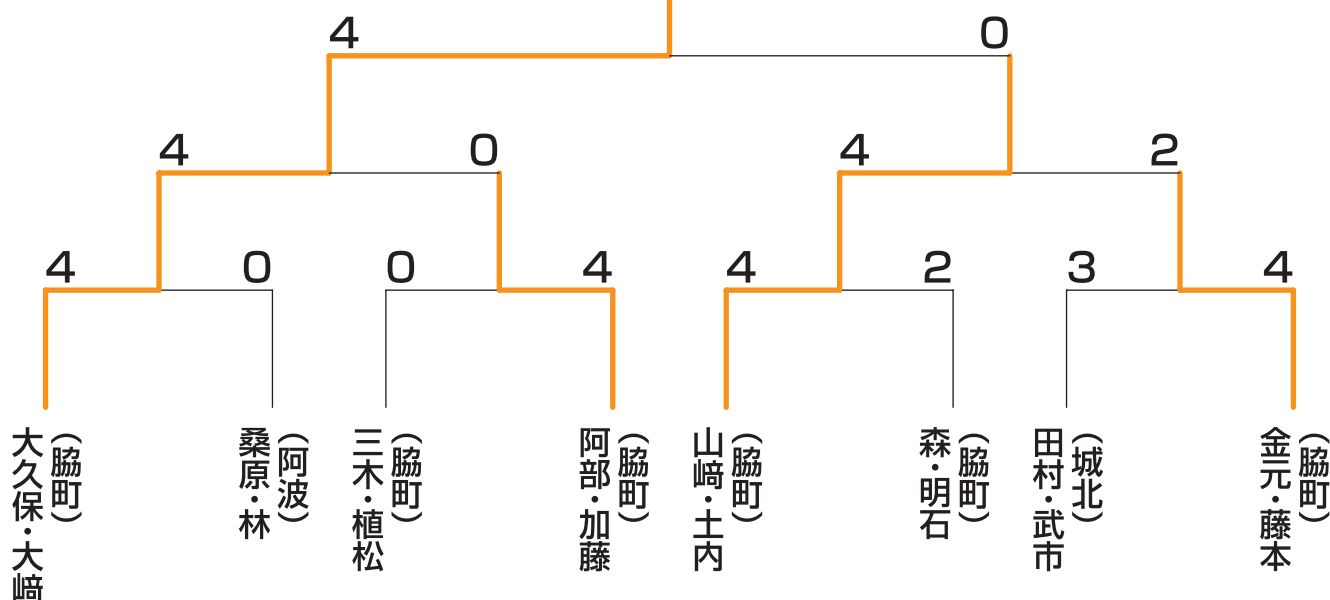 4 0
4 0 4 2
4 0 0 4 4 2 3 4
大久保・大﨑
（脇町）
桑原・林
（阿波）
三木・植松
（脇町）
阿部・加藤
（脇町）
山﨑・土内
（脇町）
森・明石
（脇町）
田村・武市
（城北）
金元・藤本
（脇町）